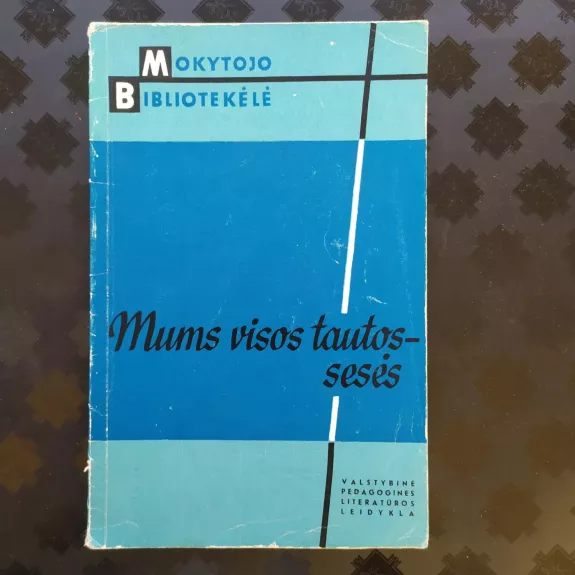 MOKYTOJO
BIBLIOTEKĖLĖ
Mums visos tautos–
sesės
VALSTYBINĖ
PEDAGOGINĖS
LITERATŪROS
LEIDYKLA